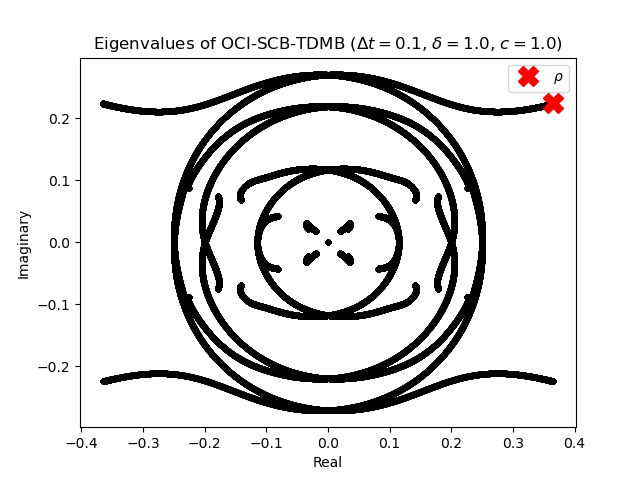 Eigenvalues of OCI-SCB-TDMB (Δt = 0.1, δ = 1.0, c = 1.0)
ρ
0.2
0.1
0.0
−0.1
−0.2
Imaginary
−0.4 −0.3 −0.2 −0.1 0.0 0.1 0.2 0.3 0.4
Real